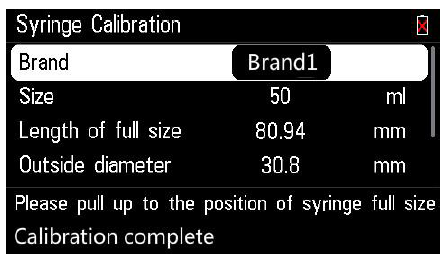 Syringe Calibration
Brand Brand1
Size 50 ml
Length of full size 80.94 mm
Outside diameter 30.8 mm
Please pull up to the position of syringe full size
Calibration complete